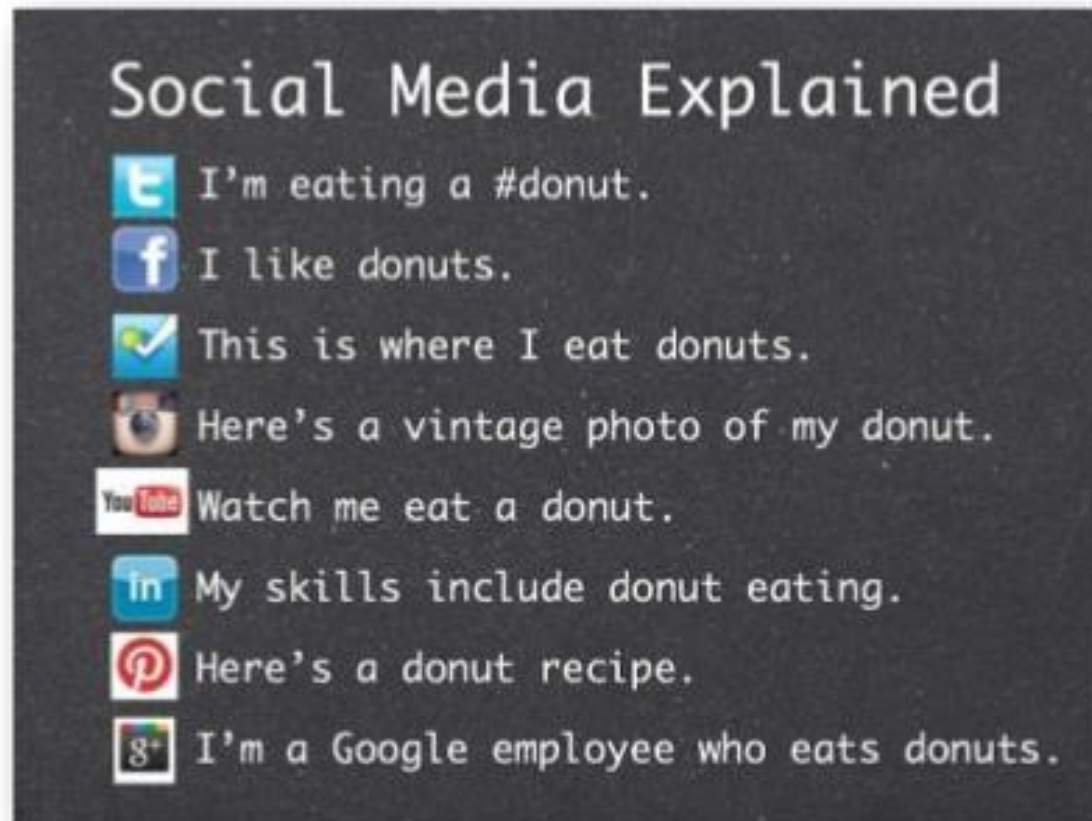 Social Media Explained
t I'm eating a #donut.
f I like donuts.
This is where I eat donuts.
Here's a vintage photo of my donut.
You Tube Watch me eat a donut.
in My skills include donut eating.
p Here's a donut recipe.
g+ I'm a Google employee who eats donuts.